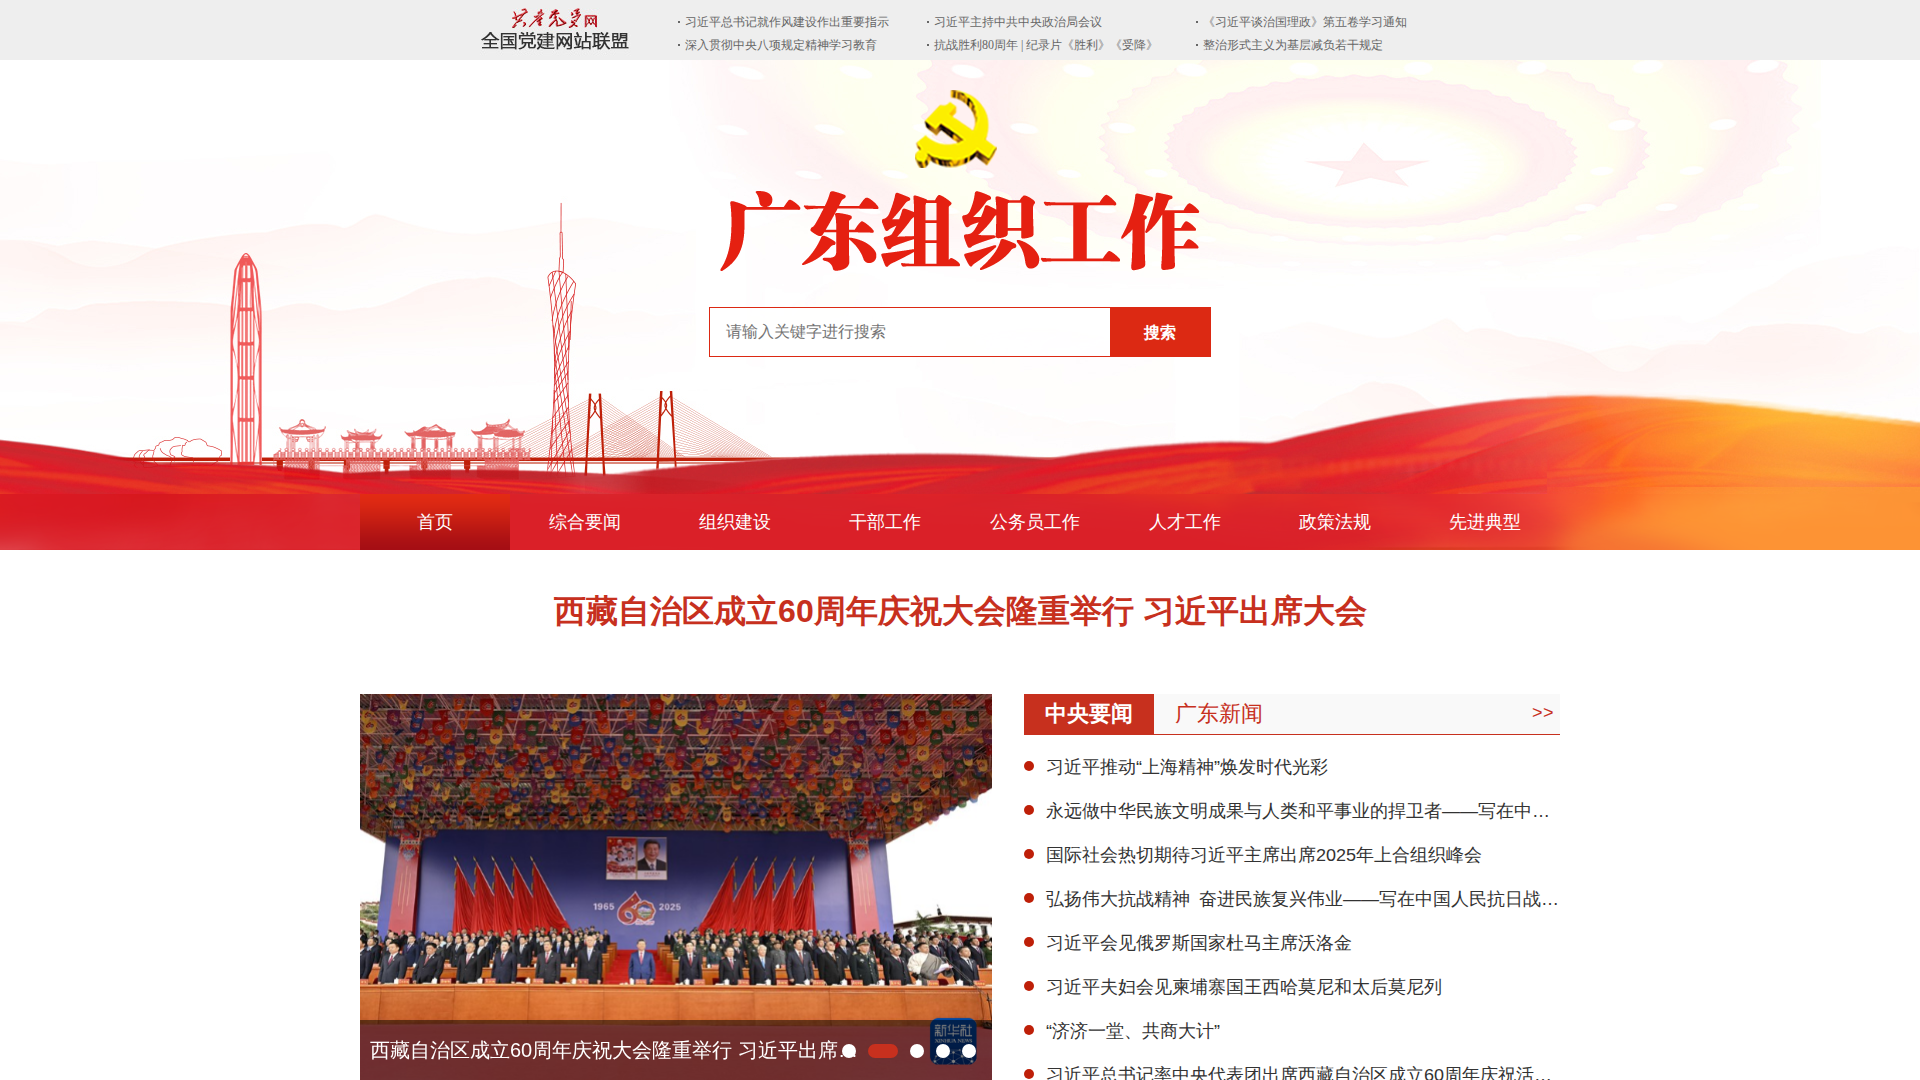 共产党员网
全国党建网站联盟
· 习近平总书记就作风建设作出重要指示
· 习近平主持中共中央政治局会议
· 《习近平谈治国理政》第五卷学习通知
· 深入贯彻中央八项规定精神学习教育
· 抗战胜利80周年 | 纪录片《胜利》《受降》
· 整治形式主义为基层减负若干规定
广东组织工作
请输入关键字进行搜索
搜索
首页
综合要闻
组织建设
干部工作
公务员工作
人才工作
政策法规
先进典型
西藏自治区成立60周年庆祝大会隆重举行 习近平出席大会
1965
60
2025
新华社
XINHUA NEWS
西藏自治区成立60周年庆祝大会隆重举行 习近平出席…
中央要闻
广东新闻
>>
习近平推动“上海精神”焕发时代光彩
永远做中华民族文明成果与人类和平事业的捍卫者——写在中…
国际社会热切期待习近平主席出席2025年上合组织峰会
弘扬伟大抗战精神 奋进民族复兴伟业——写在中国人民抗日战…
习近平会见俄罗斯国家杜马主席沃洛金
习近平夫妇会见柬埔寨国王西哈莫尼和太后莫尼列
“济济一堂、共商大计”
习近平总书记率中央代表团出席西藏自治区成立60周年庆祝活…